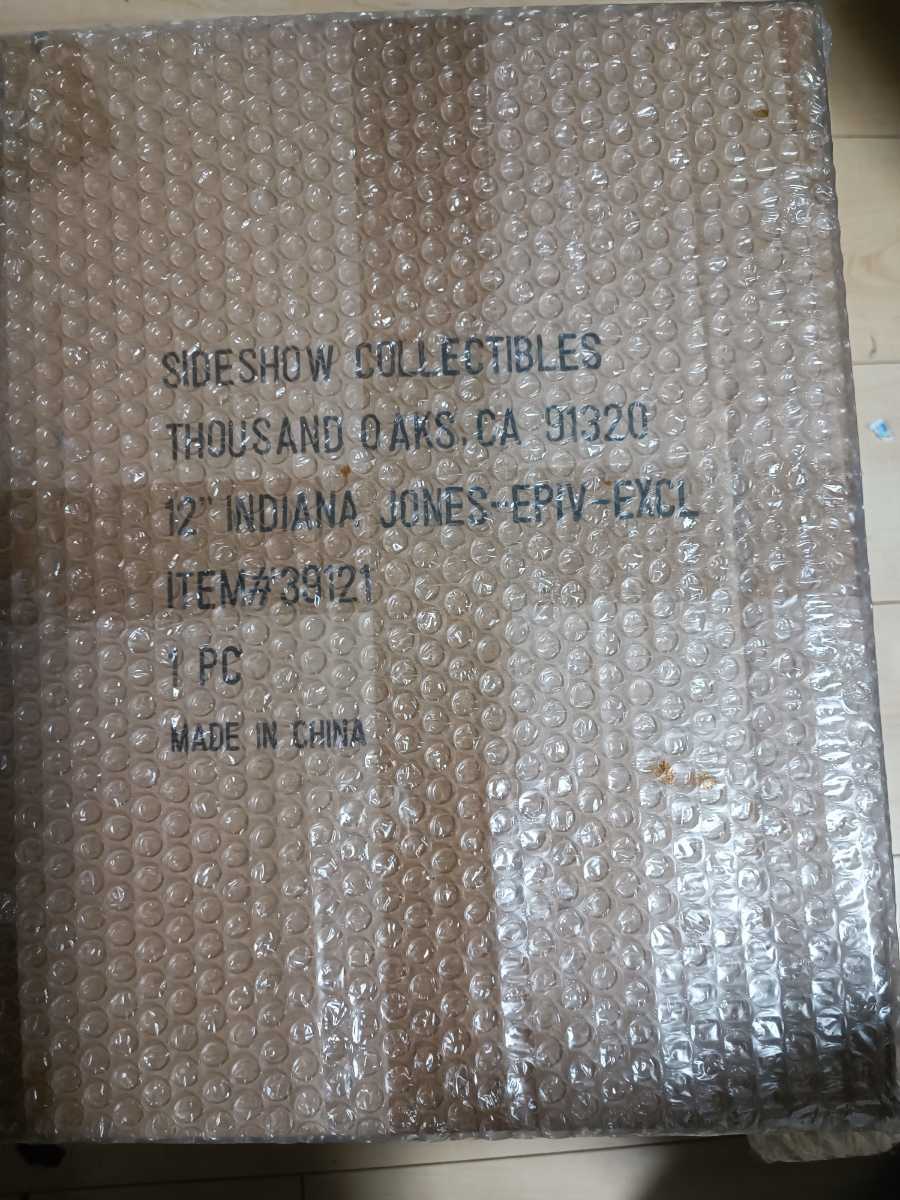 SIDESHOW COLLECTIBLES
THOUSAND OAKS, CA 91320
12" INDIANA JONES-EPIV-EXCL
ITEM#39121
1 PC
MADE IN CHINA